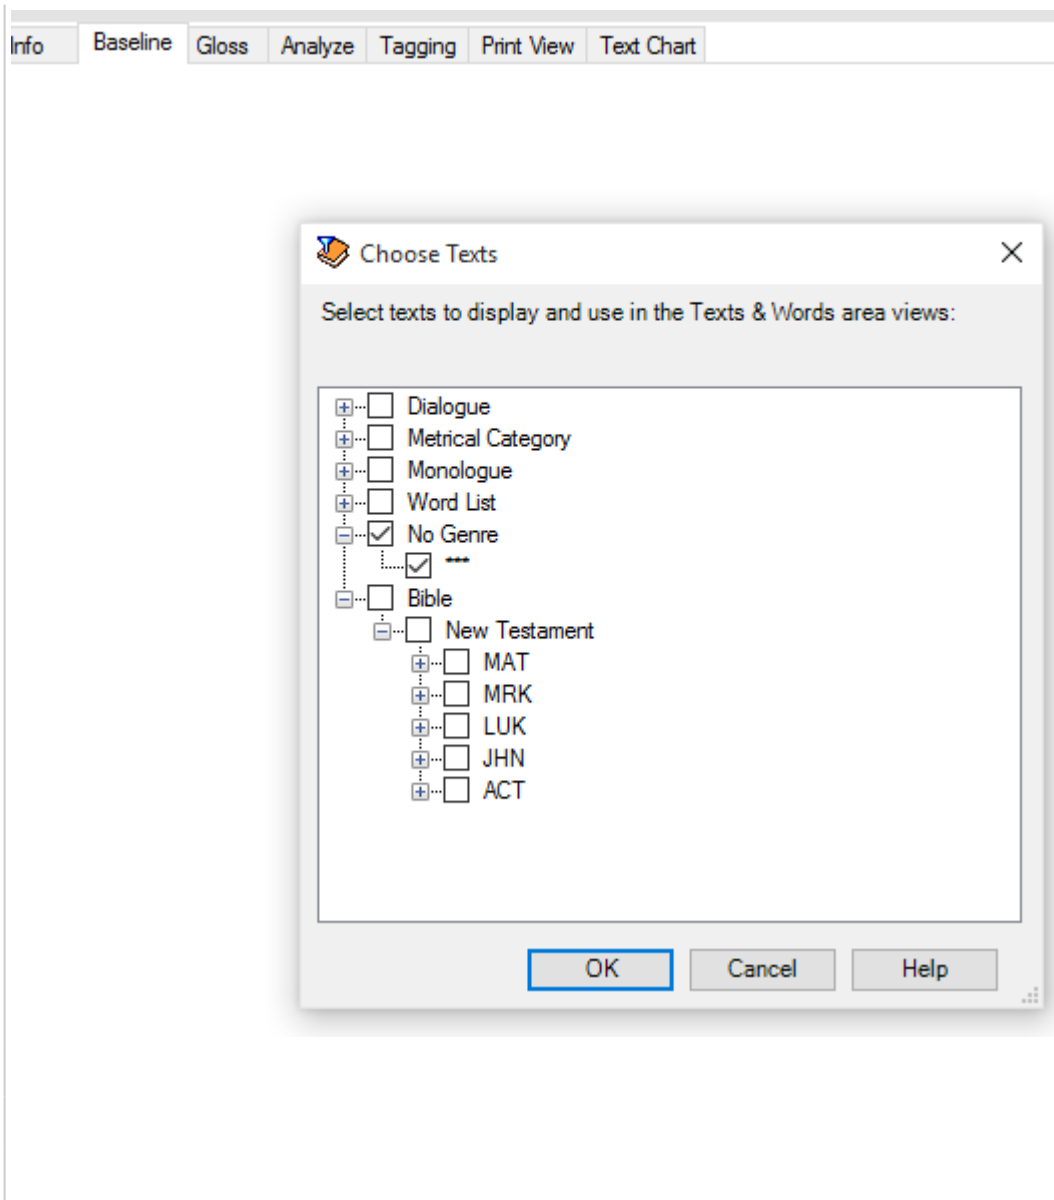 Info Baseline Gloss Analyze Tagging Print View Text Chart
Choose Texts
Select texts to display and use in the Texts & Words area views:
Dialogue
Metrical Category
Monologue
Word List
No Genre
***
Bible
New Testament
MAT
MRK
LUK
JHN
ACT
OK Cancel Help